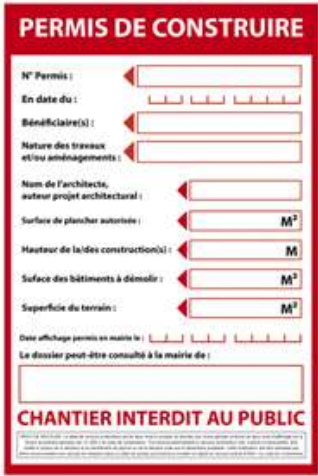 PERMIS DE CONSTRUIRE
N° Permis :
En date du :
Bénéficiaire(s) :
Nature des travaux
et/ou aménagements :
Nom de l'architecte,
auteur projet architectural :
Surface de plancher autorisée :
M²
Hauteur de la/des construction(s) :
M
Suface des bâtiments à démolir :
M²
Superficie du terrain :
M²
Date affichage permis en mairie le :
Le dossier peut-être consulté à la mairie de :
CHANTIER INTERDIT AU PUBLIC